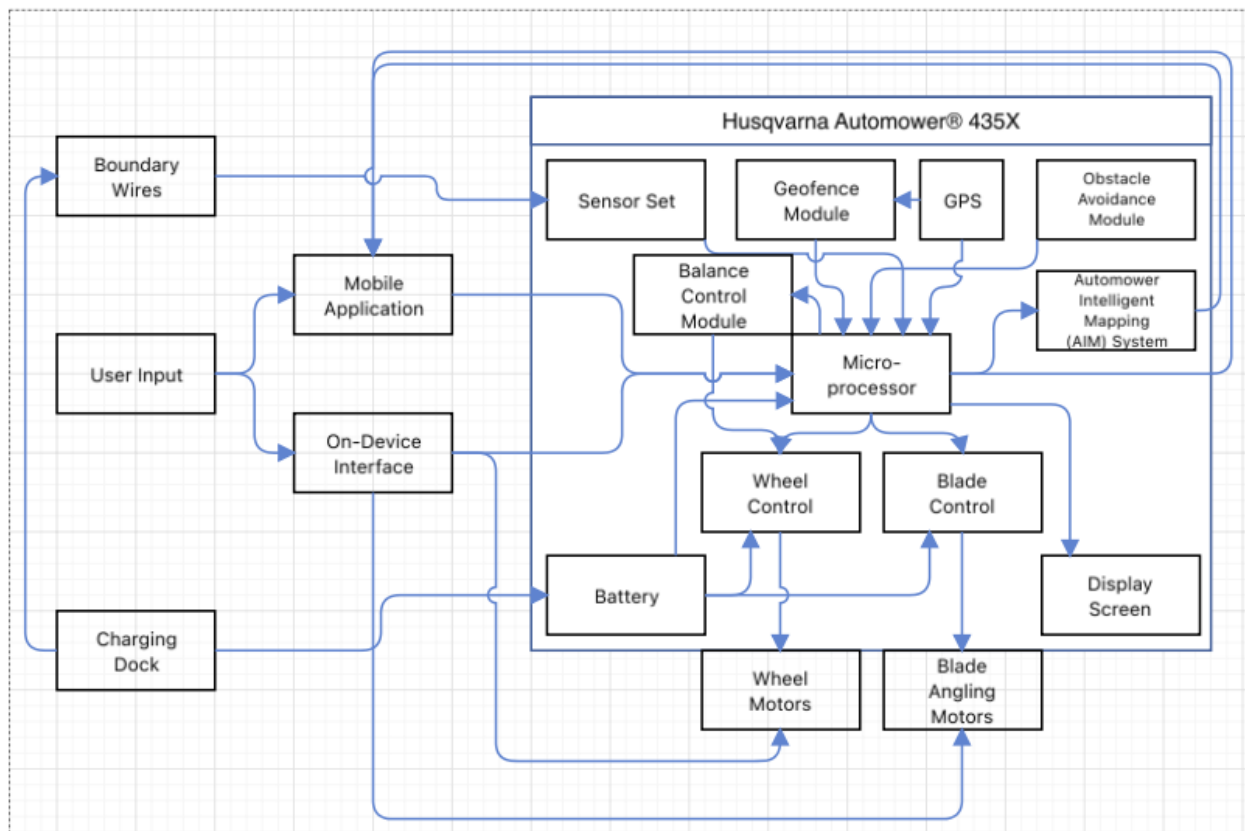 Husqvarna Automower® 435X
Boundary
Wires
Sensor Set
Geofence
Module
GPS
Obstacle
Avoidance
Module
Mobile
Application
Balance
Control
Module
Automower
Intelligent
Mapping
(AIM) System
User Input
Micro-
processor
On-Device
Interface
Wheel
Control
Blade
Control
Battery
Display
Screen
Charging
Dock
Wheel
Motors
Blade
Angling
Motors